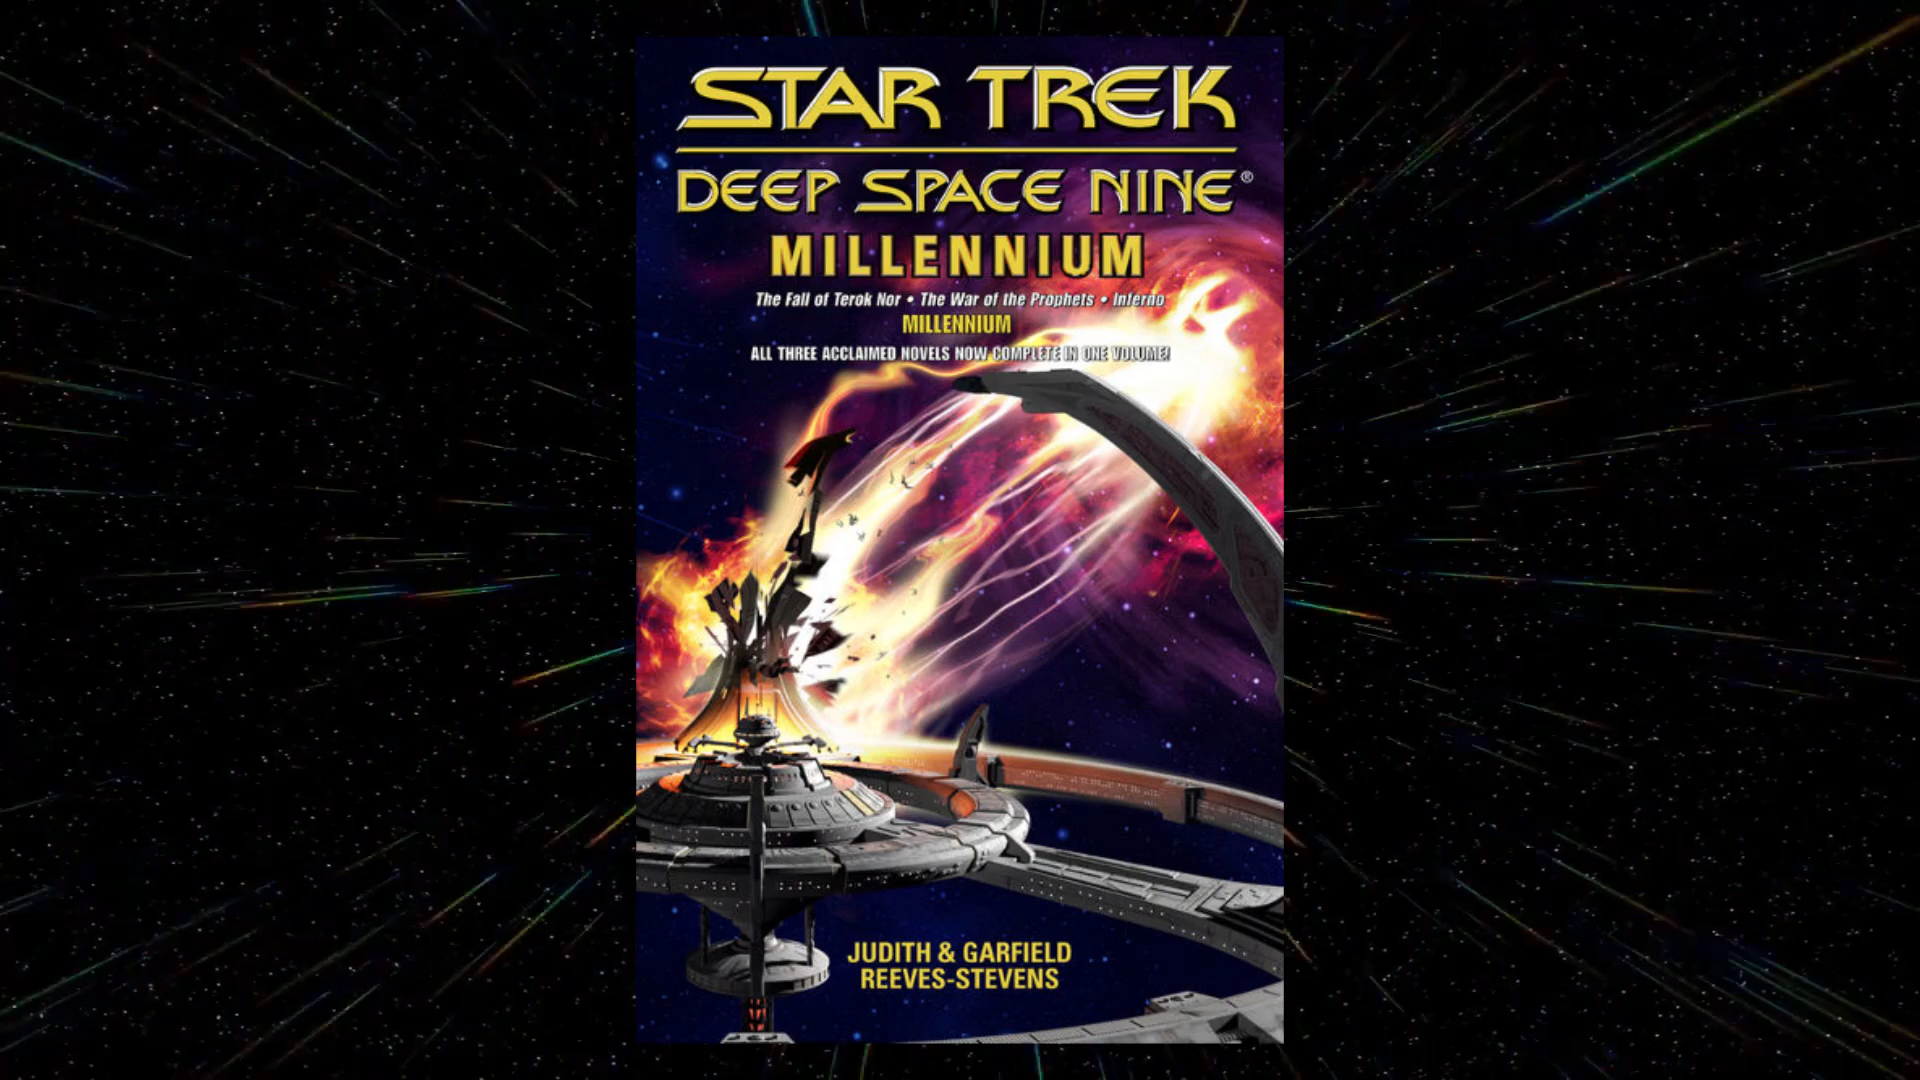 STAR TREK
DEEP SPACE NINE®
MILLENNIUM
The Fall of Terok Nor • The War of the Prophets • Inferno
MILLENNIUM
ALL THREE ACCLAIMED NOVELS NOW COMPLETE IN ONE VOLUME!
JUDITH & GARFIELD
REEVES-STEVENS